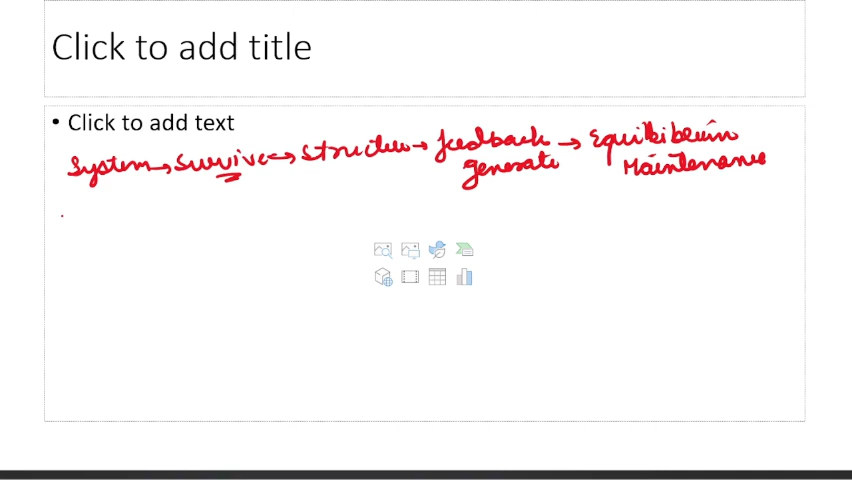 Click to add title
• Click to add text
System → Survive → Structure → feedback generate → Equilibrium Maintenance